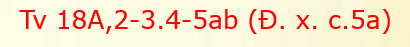 Tv 18A,2-3.4-5ab (Đ. x. c.5a)